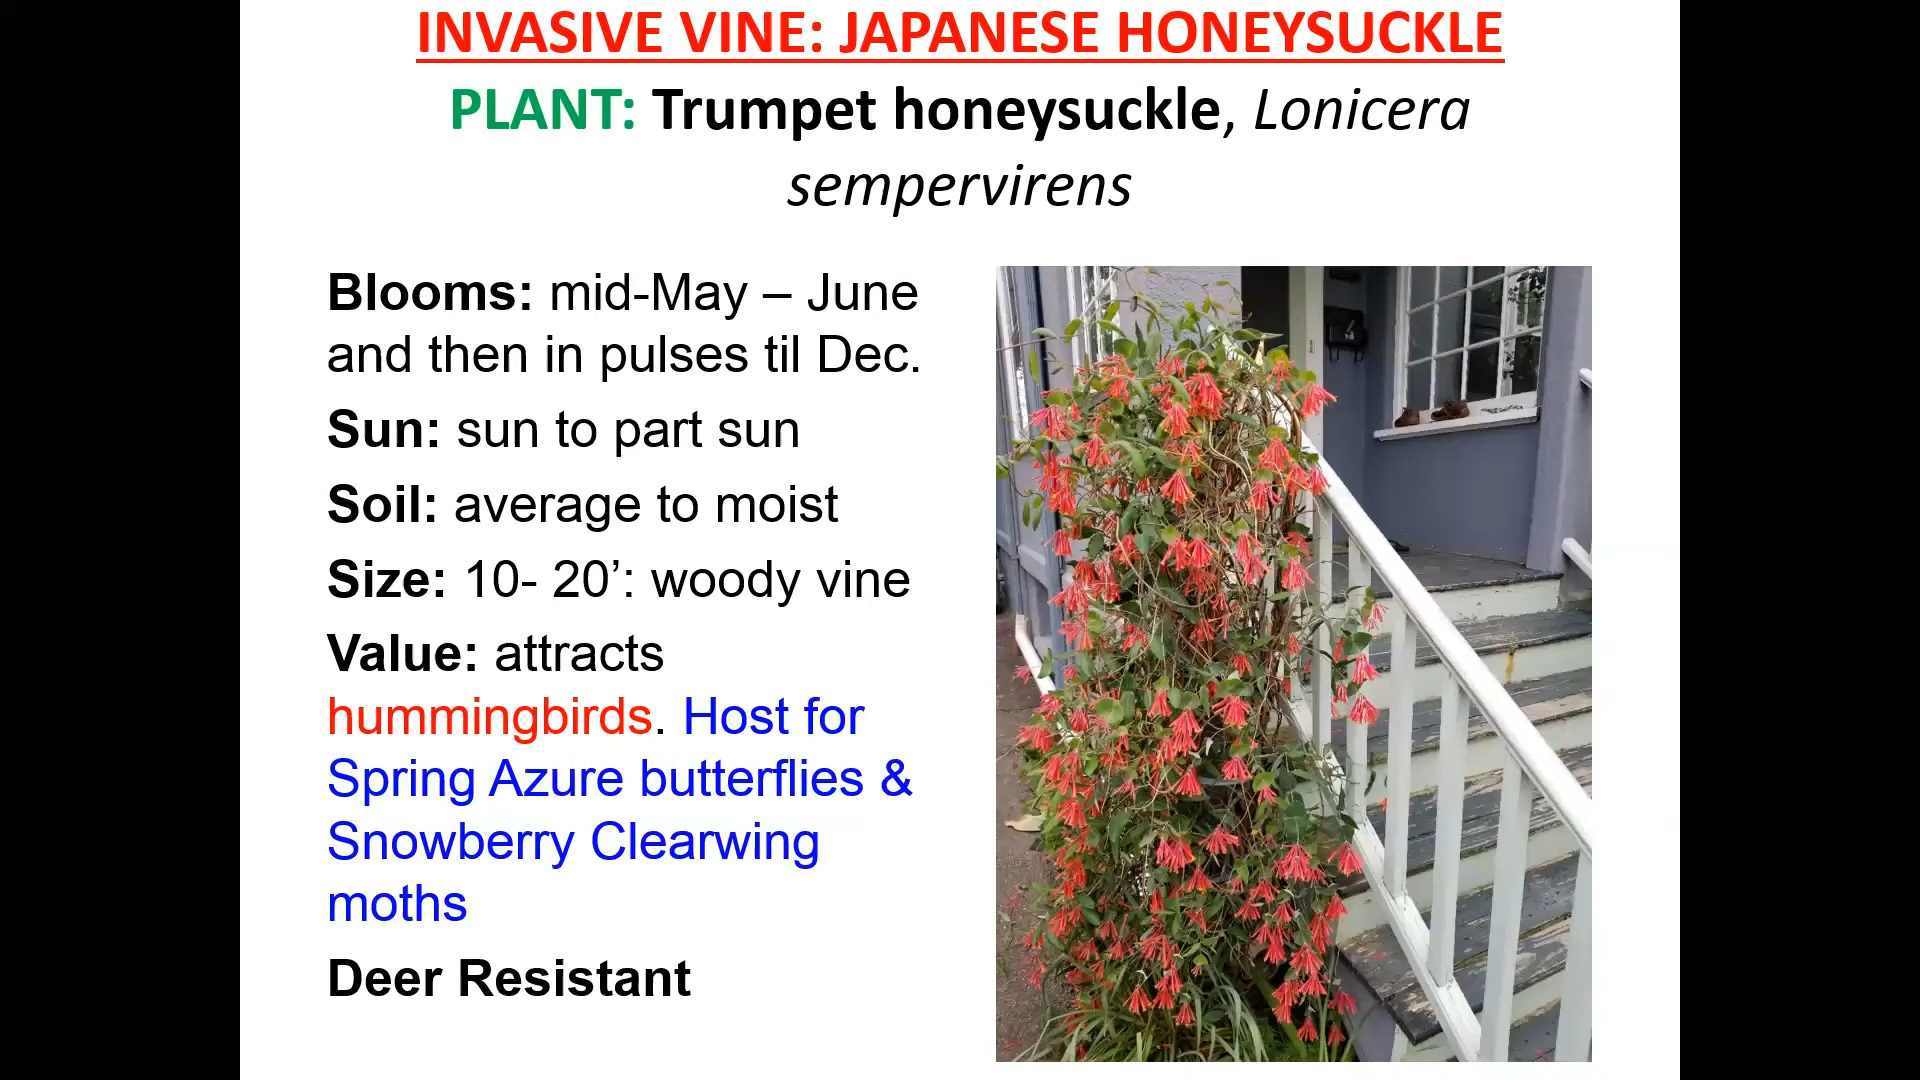 INVASIVE VINE: JAPANESE HONEYSUCKLE
PLANT: Trumpet honeysuckle, Lonicera
sempervirens
Blooms: mid-May – June
and then in pulses til Dec.
Sun: sun to part sun
Soil: average to moist
Size: 10- 20’: woody vine
Value: attracts
hummingbirds. Host for
Spring Azure butterflies &
Snowberry Clearwing
moths
Deer Resistant